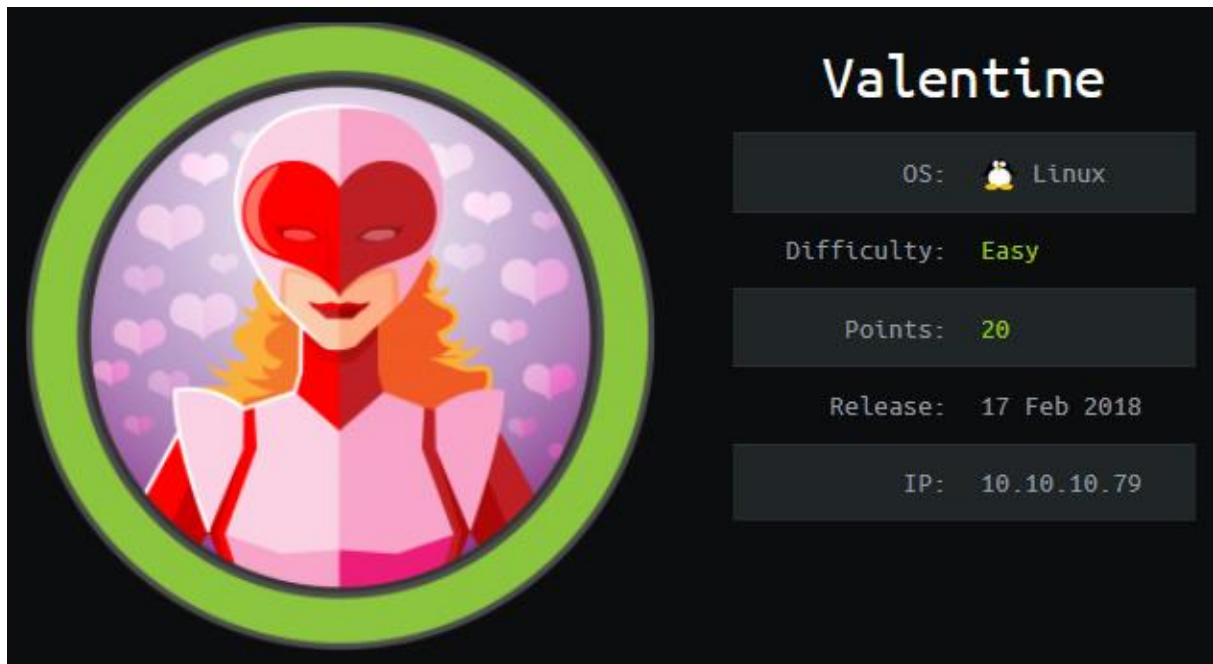 Valentine
OS: Linux
Difficulty: Easy
Points: 20
Release: 17 Feb 2018
IP: 10.10.10.79